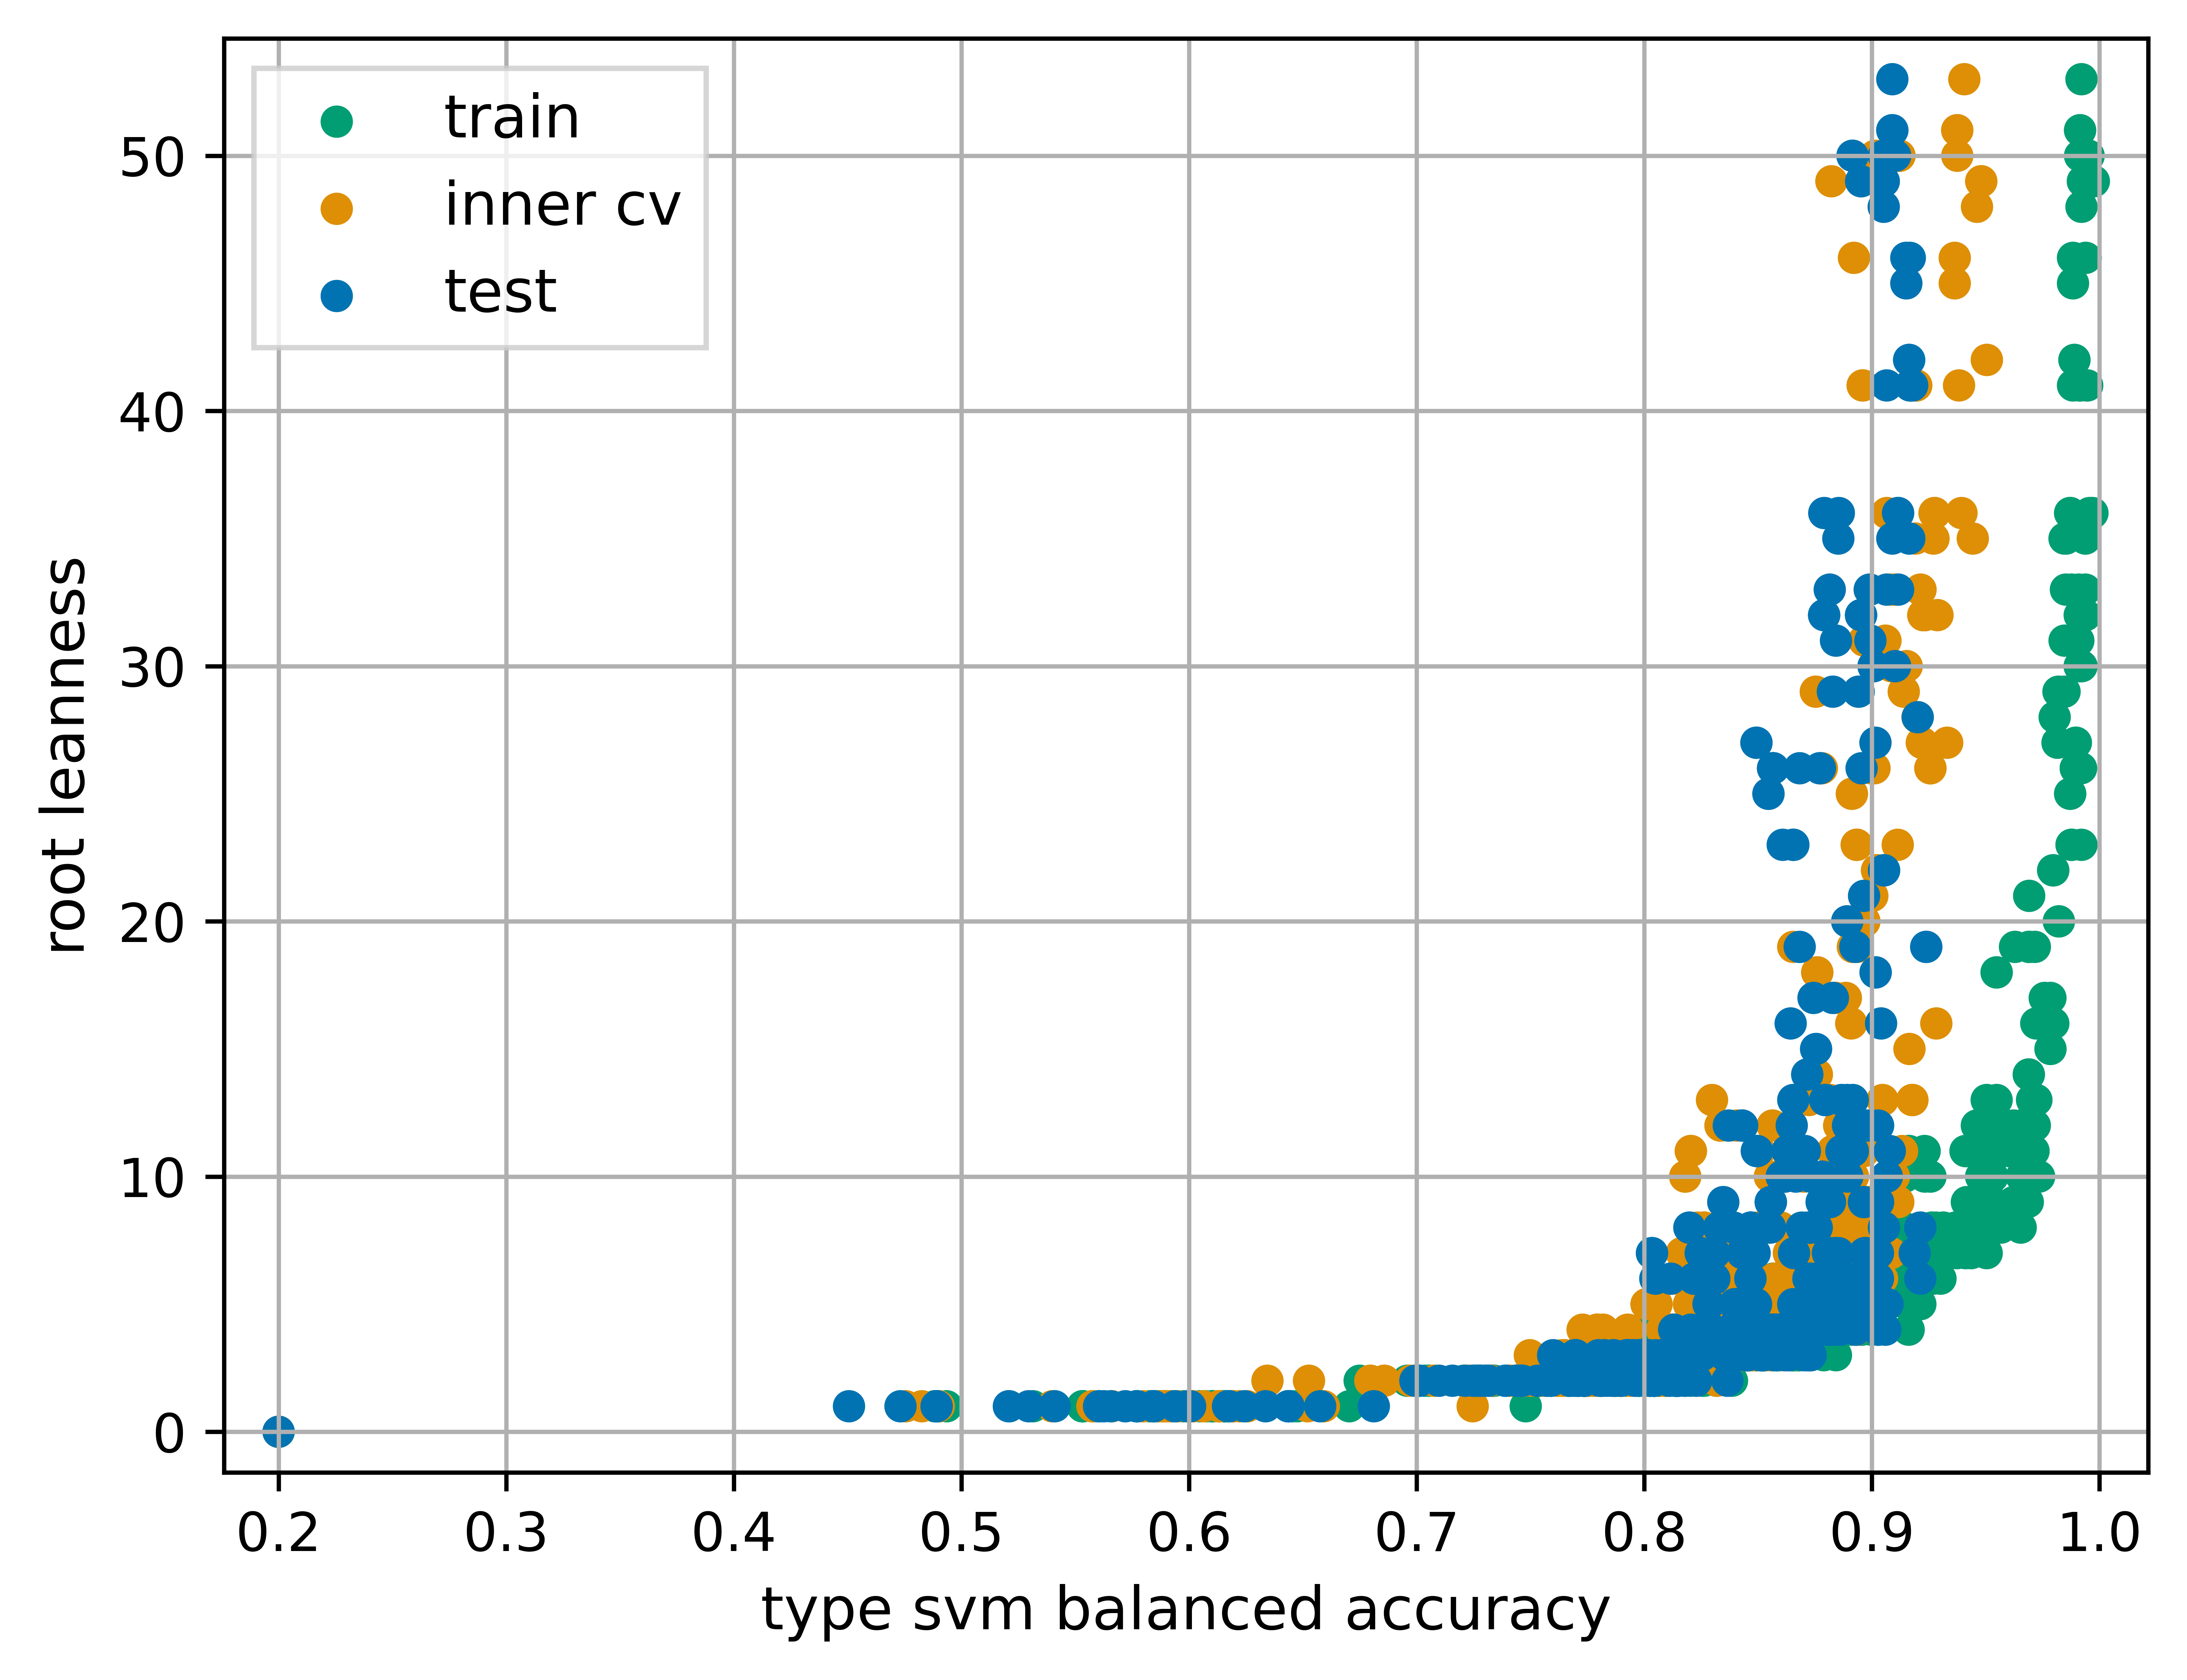 train
inner cv
test
50
40
30
20
10
0
root leanness
0.2 0.3 0.4 0.5 0.6 0.7 0.8 0.9 1.0
type svm balanced accuracy